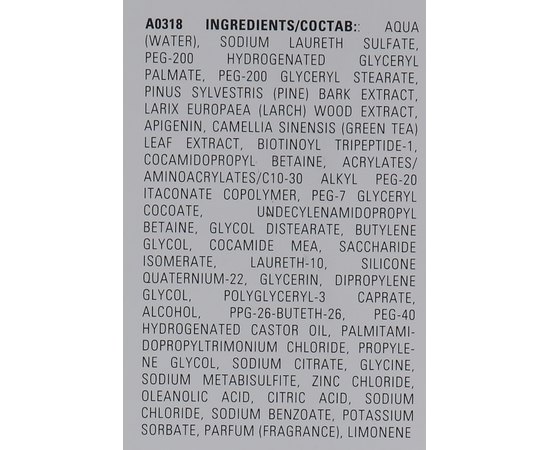 A0318 INGREDIENTS/СОСТАВ:: AQUA
(WATER), SODIUM LAURETH SULFATE,
PEG-200 HYDROGENATED GLYCERYL
PALMATE, PEG-200 GLYCERYL STEARATE,
PINUS SYLVESTRIS (PINE) BARK EXTRACT,
LARIX EUROPAEA (LARCH) WOOD EXTRACT,
APIGENIN, CAMELLIA SINENSIS (GREEN TEA)
LEAF EXTRACT, BIOTINOYL TRIPEPTIDE-1,
COCAMIDOPROPYL BETAINE, ACRYLATES/
AMINOACRYLATES/C10-30 ALKYL PEG-20
ITACONATE COPOLYMER, PEG-7 GLYCERYL
COCOATE, UNDECYLENAMIDOPROPYL
BETAINE, GLYCOL DISTEARATE, BUTYLENE
GLYCOL, COCAMIDE MEA, SACCHARIDE
ISOMERATE, LAURETH-10, SILICONE
QUATERNIUM-22, GLYCERIN, DIPROPYLENE
GLYCOL, POLYGLYCERYL-3 CAPRATE,
ALCOHOL, PPG-26-BUTETH-26, PEG-40
HYDROGENATED CASTOR OIL, PALMITAMI-
DOPROPYLTRIMONIUM CHLORIDE, PROPYLE-
NE GLYCOL, SODIUM CITRATE, GLYCINE,
SODIUM METABISULFITE, ZINC CHLORIDE,
OLEANOLIC ACID, CITRIC ACID, SODIUM
CHLORIDE, SODIUM BENZOATE, POTASSIUM
SORBATE, PARFUM (FRAGRANCE), LIMONENE